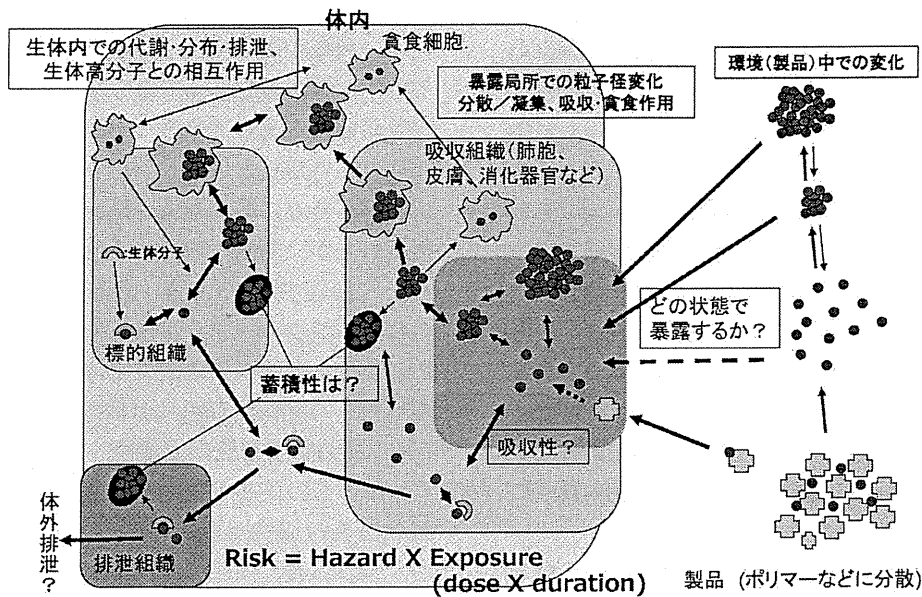 体内
生体内での代謝・分布・排泄、
生体高分子との相互作用
貪食細胞.
暴露局所での粒子径変化
分散/凝集、吸収・貪食作用
環境(製品)中での変化
吸収組織(肺胞、
皮膚、消化器官など)
:生体分子
標的組織
どの状態で
暴露するか？
蓄積性は？
吸収性？
体外排泄？
排泄組織
Risk = Hazard X Exposure
(dose X duration)
製品 (ポリマーなどに分散)